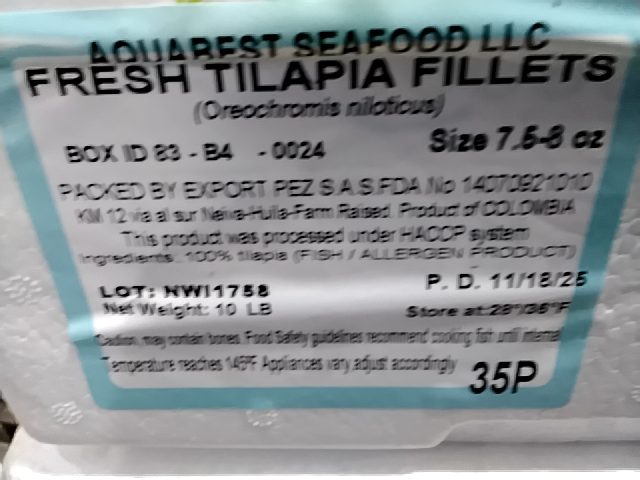 AQUABEST SEAFOOD LLC
FRESH TILAPIA FILLETS
(Oreochromis niloticus)
BOX ID 83 - B4 - 0024
Size 7.5-8 oz
PACKED BY EXPORT PEZ S.A.S.FDA No 14070921010
KM 12 via al sur Neiva-Huila-Farm Raised. Product of COLOMBIA
This product was processed under HACCP system
Ingredients: 100% tilapia (FISH / ALLERGEN PRODUCT)
LOT: NWI1758
P. D. 11/18/25
Net Weight: 10 LB
Store at:28°/35°F
Caution, may contain bones. Food Safety guidelines recommend cooking fish until internal
Temperature reaches 145°F Appliances vary,adjust accordingly
35P